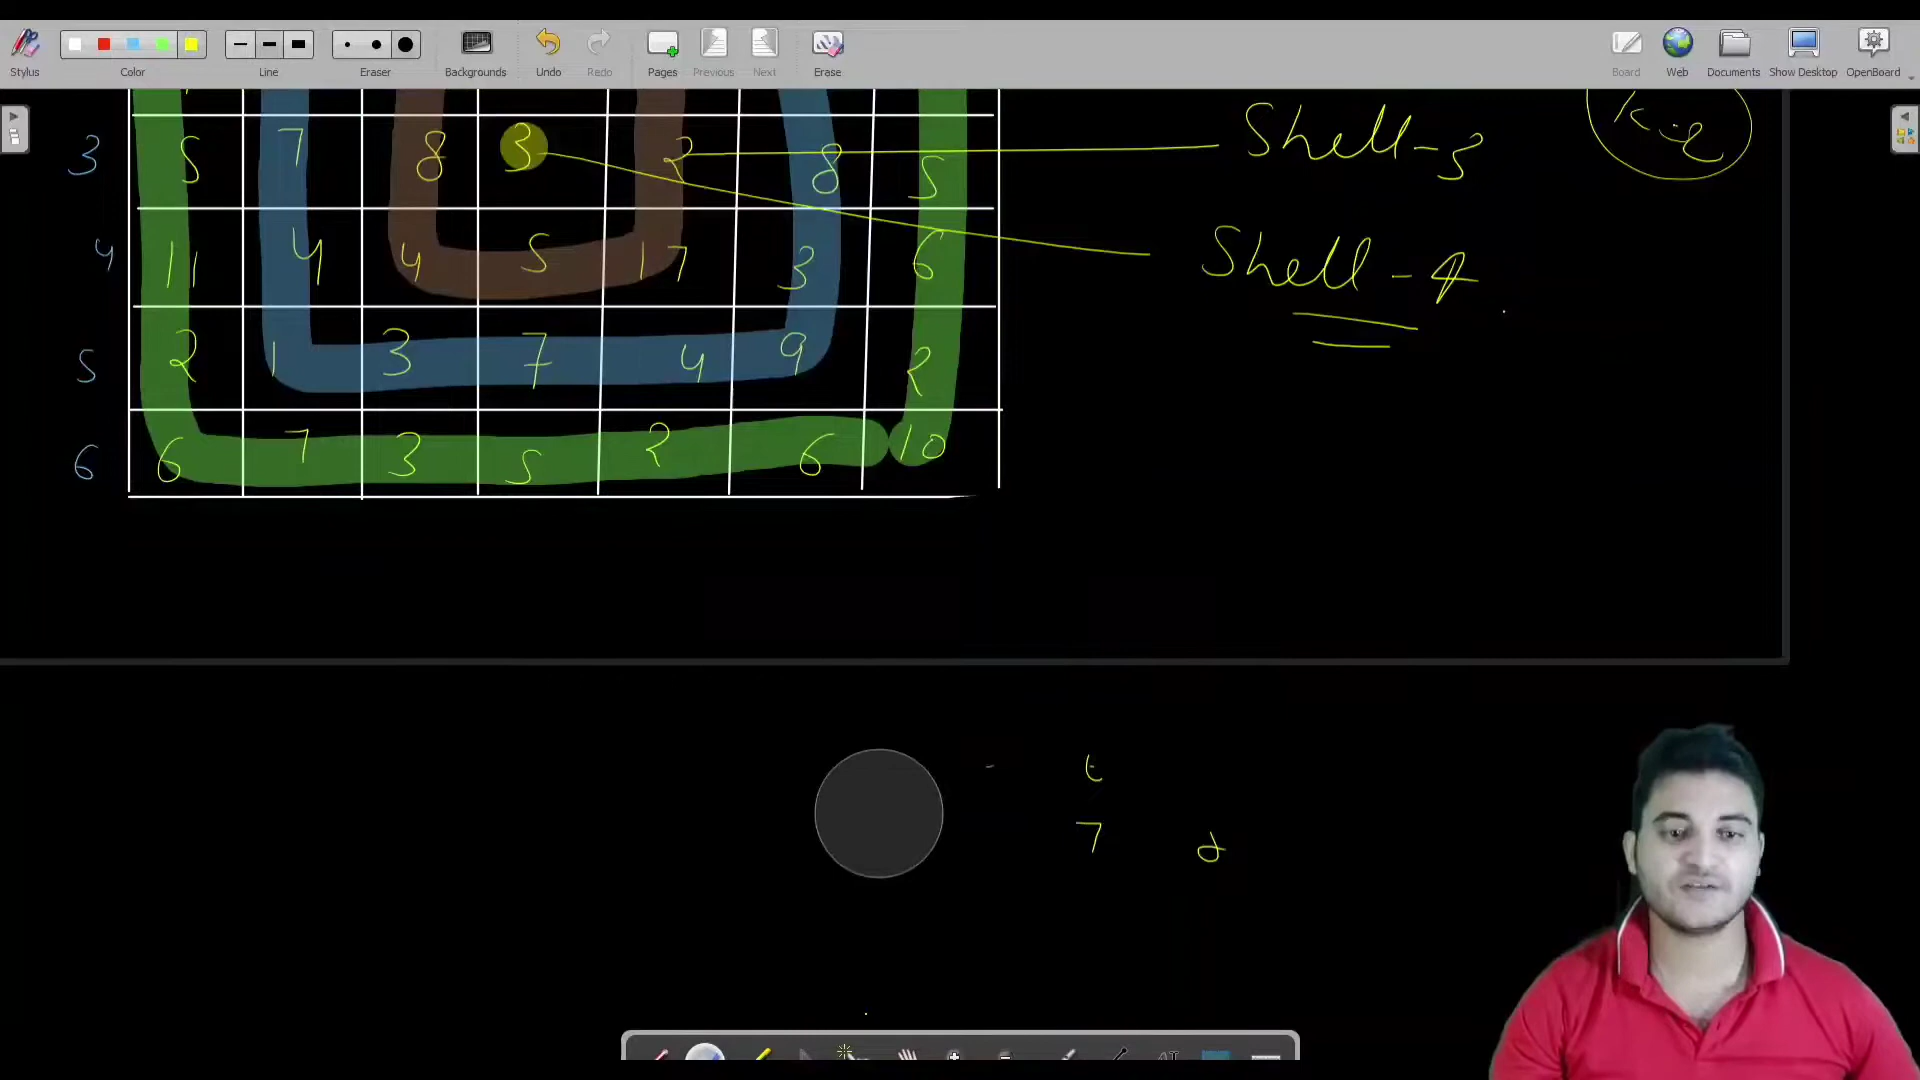 Stylus Color Line Eraser Backgrounds Undo Redo Pages Previous Next Erase Board Web Documents Show Desktop OpenBoard
3 5 7 8 3 2 8 5 Shell-3
4 11 4 4 5 17 3 6 Shell-4
5 2 1 3 7 4 9 2
6 6 7 3 5 2 6 10
7